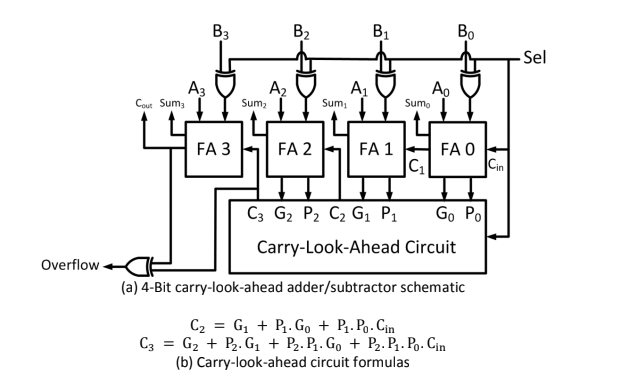 B₃ B₂ B₁ B₀
Sel
A₃ A₂ A₁ A₀
Cout Sum₃ Sum₂ Sum₁ Sum₀
FA 3 FA 2 FA 1 FA 0
C₁ Cin
C₃ G₂ P₂ C₂ G₁ P₁ G₀ P₀
Carry-Look-Ahead Circuit
Overflow
(a) 4-Bit carry-look-ahead adder/subtractor schematic
C₂ = G₁ + P₁.G₀ + P₁.P₀.Cin
C₃ = G₂ + P₂.G₁ + P₂.P₁.G₀ + P₂.P₁.P₀.Cin
(b) Carry-look-ahead circuit formulas